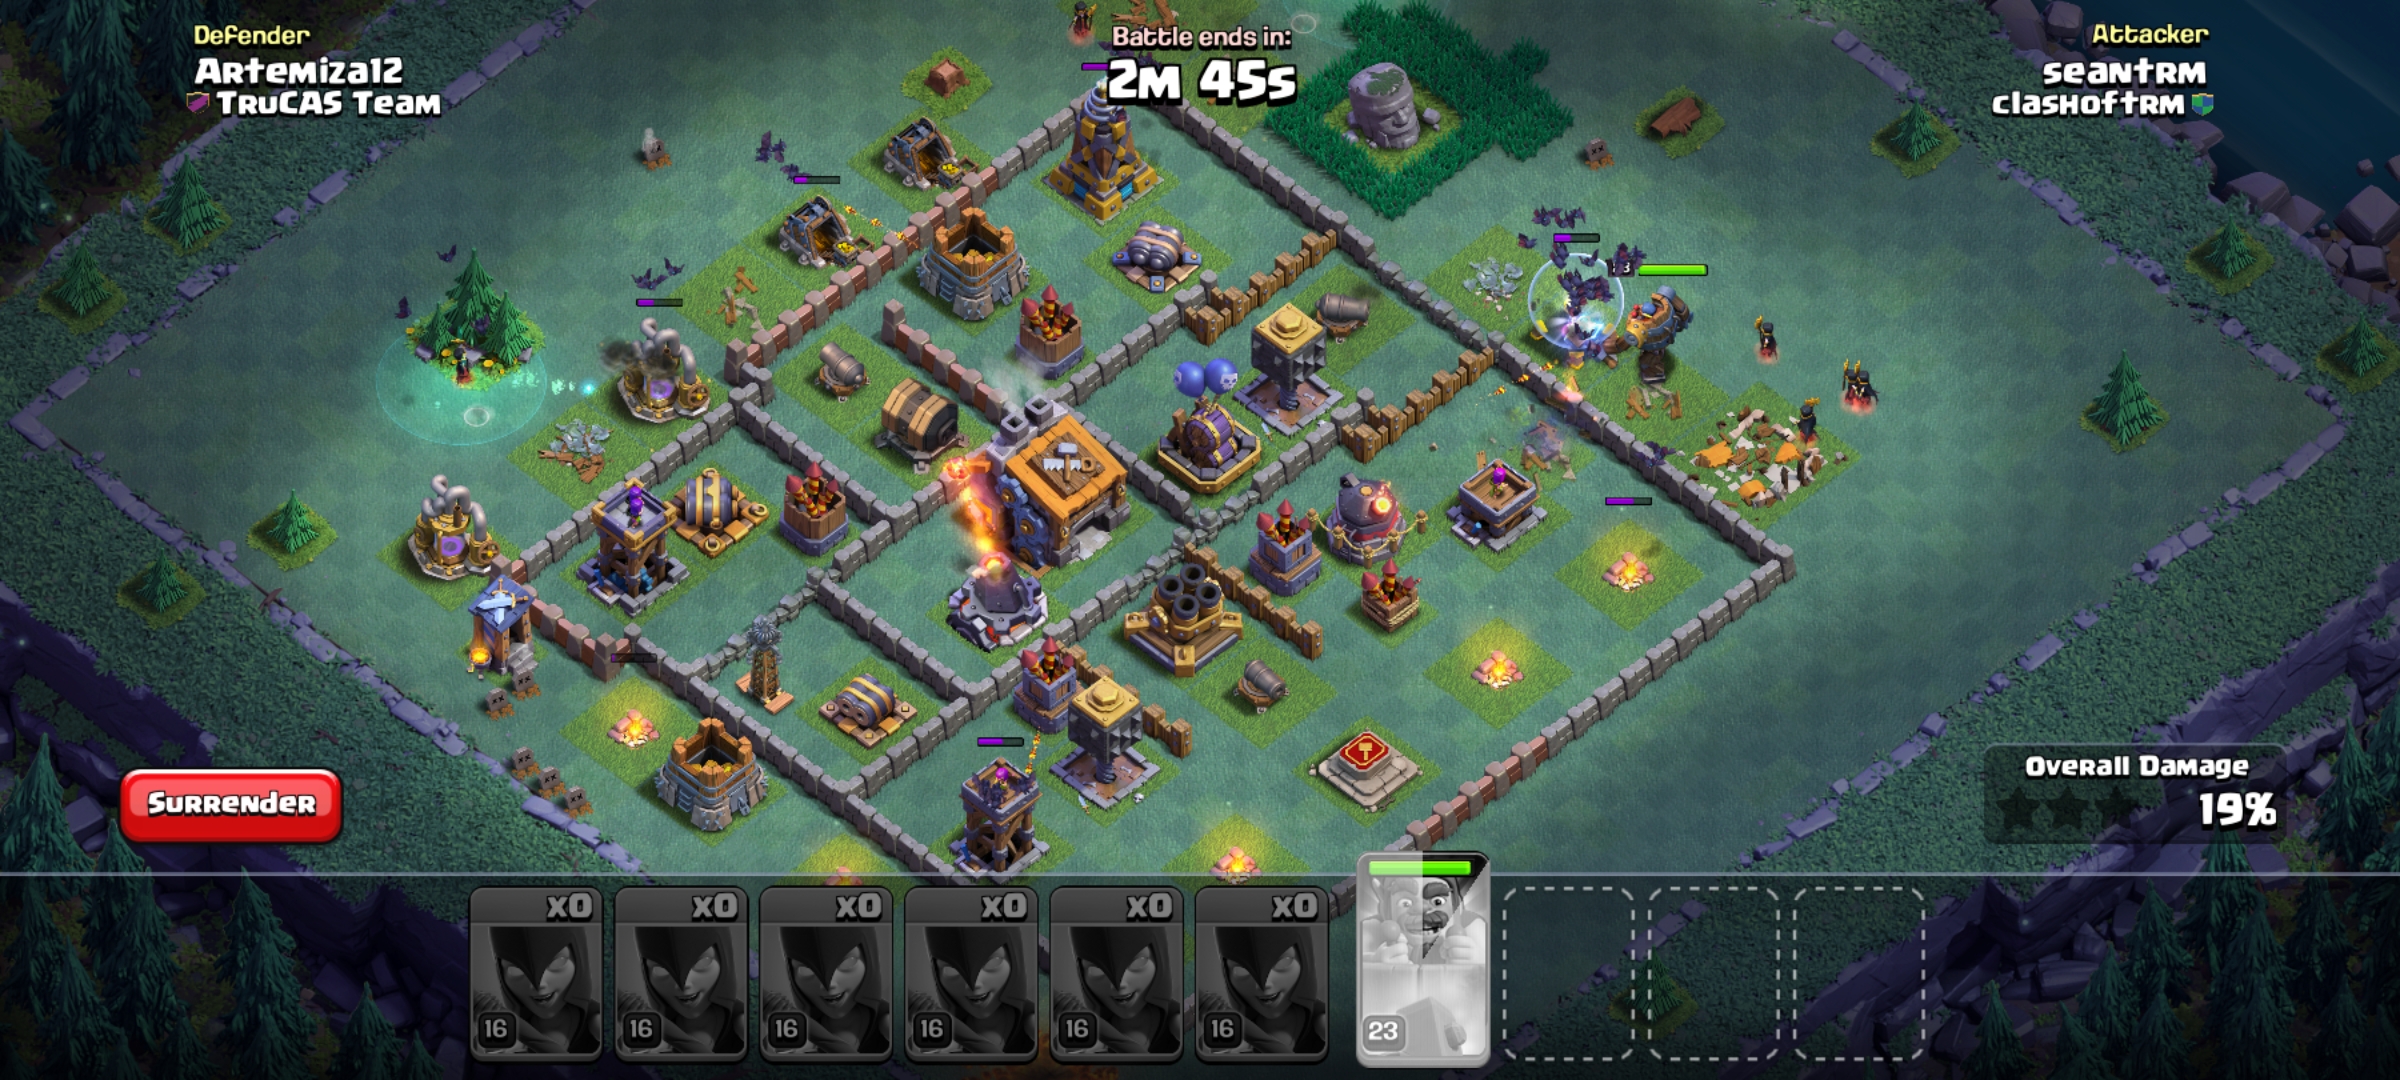 Defender
Artemiza12
TruCAS Team
Battle ends in:
2M 45s
Attacker
seantRM
clashoftRM
3
Surrender
Overall Damage
19%
x0
x0
x0
x0
x0
x0
16
16
16
16
16
16
23